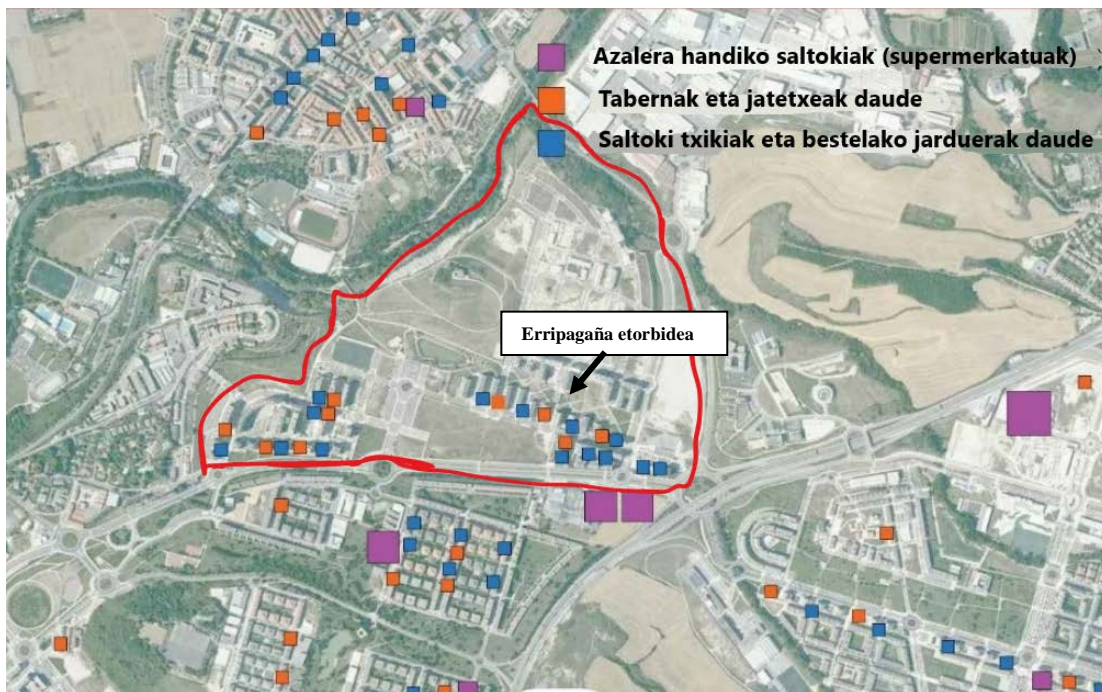 Azalera handiko saltokiak (supermerkatuak)
Tabernak eta jatetxeak daude
Saltoki txikiak eta bestelako jarduerak daude
Erripagaña etorbidea